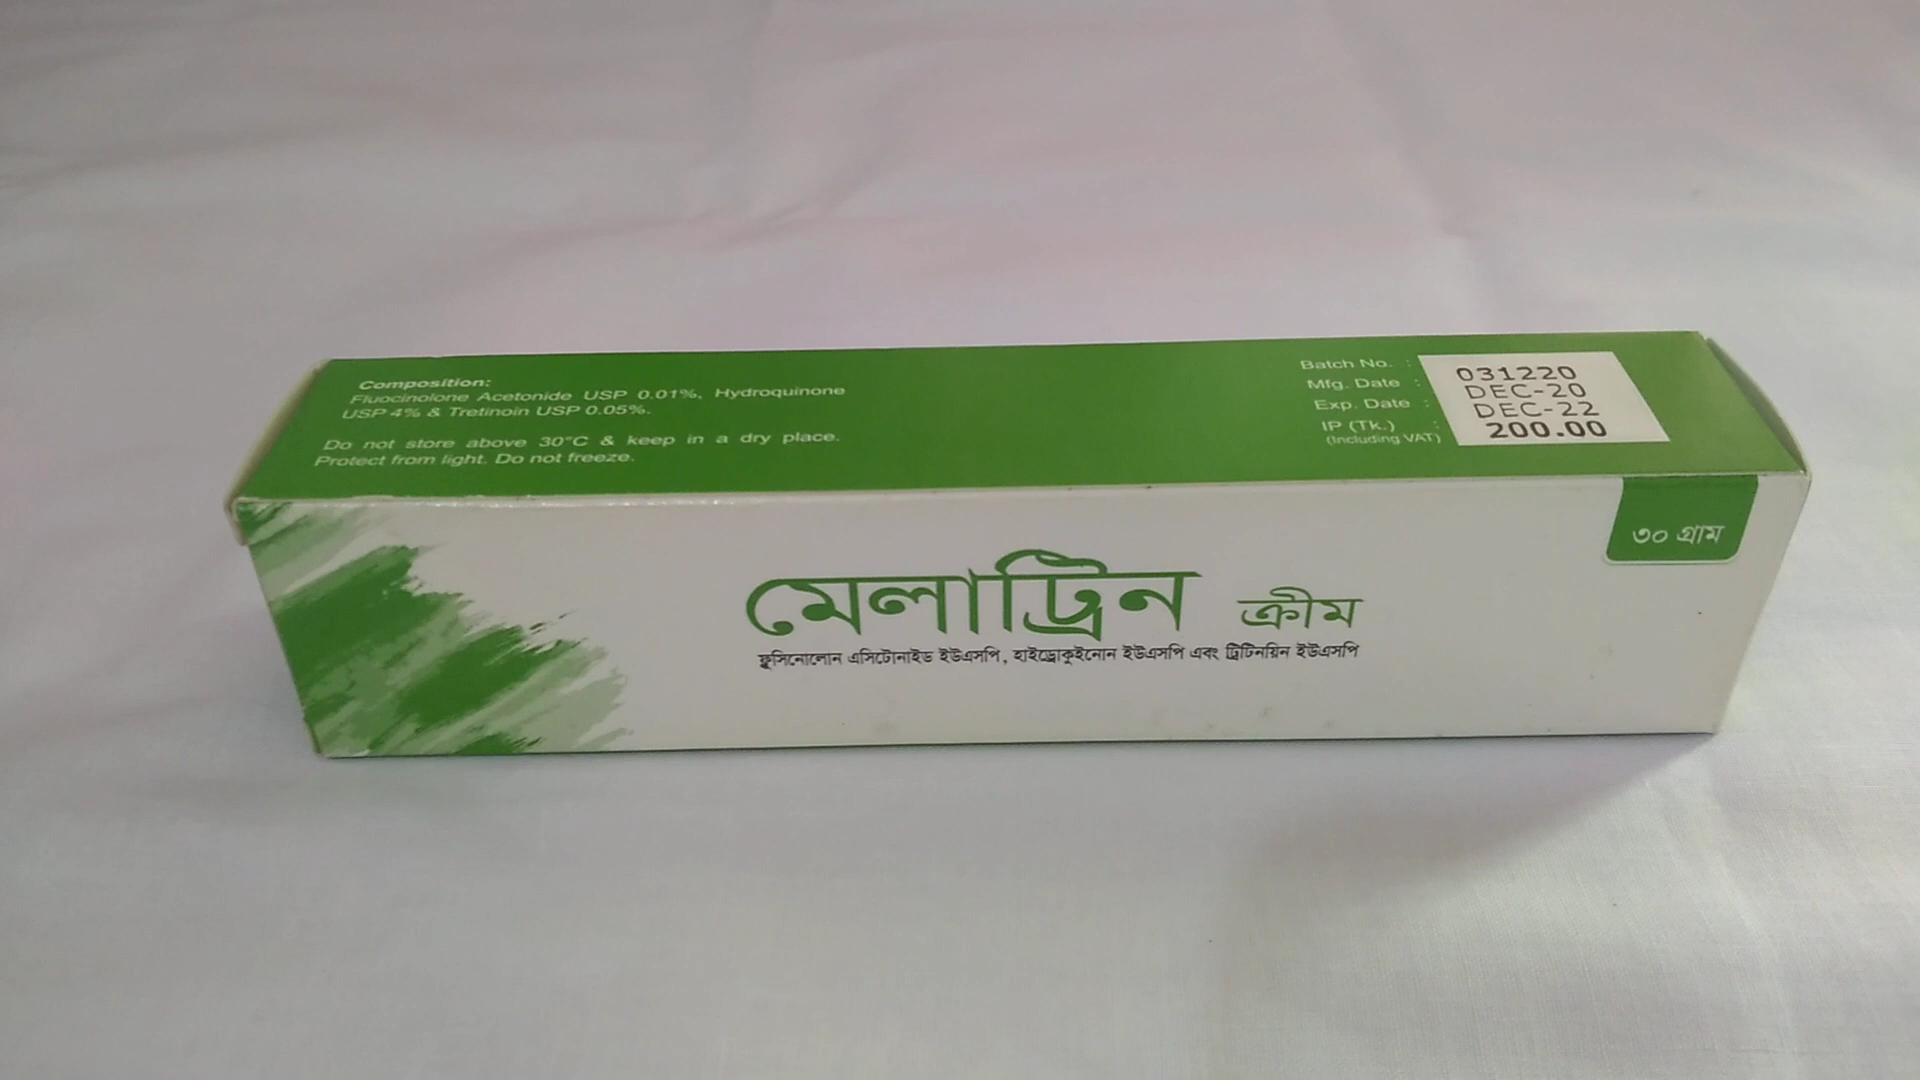 Composition:
Fluocinolone Acetonide USP 0.01%, Hydroquinone
USP 4% & Tretinoin USP 0.05%.
Do not store above 30°C & keep in a dry place.
Protect from light. Do not freeze.
Batch No. : 031220
Mfg. Date : DEC-20
Exp. Date : DEC-22
IP (Tk.) : 200.00
(Including VAT)
৩০ গ্রাম
মেলাট্রিন ক্রীম
ফ্লুসিনোলোন এসিটোনাইড ইউএসপি, হাইড্রোকুইনোন ইউএসপি এবং ট্রিটিনয়িন ইউএসপি